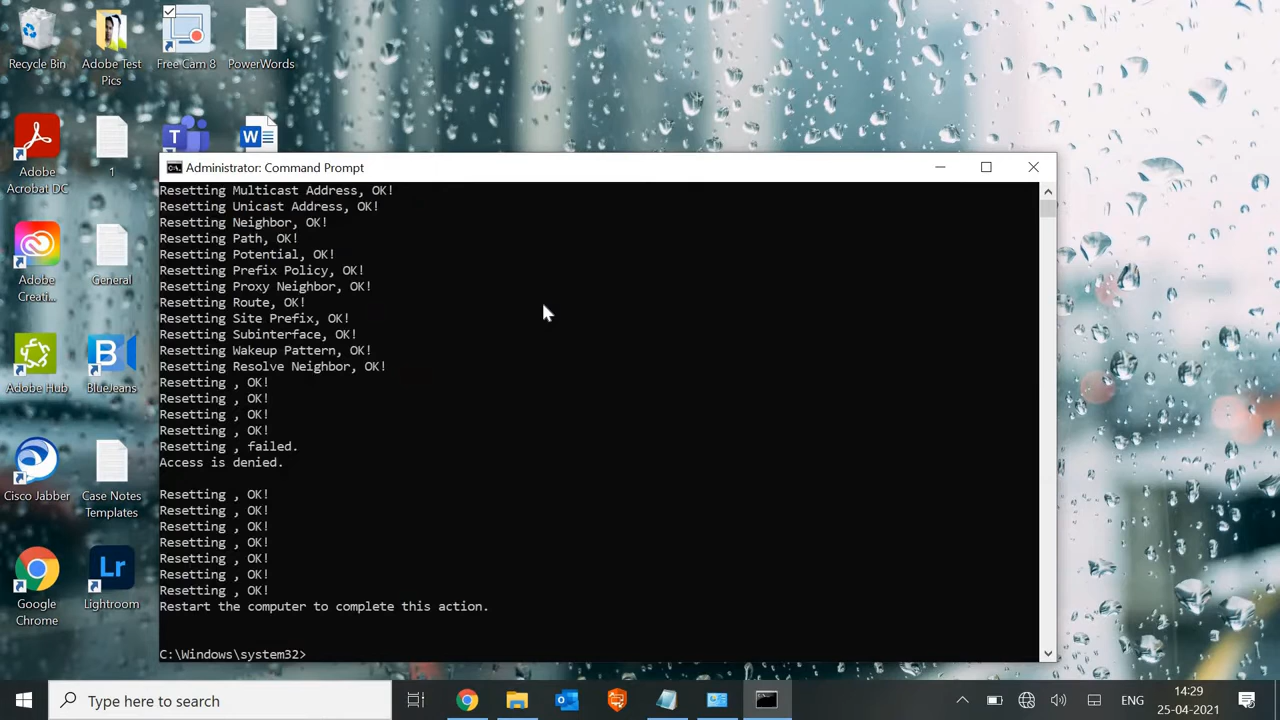 Recycle Bin
Adobe Test
Pics
Free Cam 8
PowerWords
Adobe
Acrobat DC
1
Adobe
Creati...
General
Adobe Hub
BlueJeans
Cisco Jabber
Case Notes
Templates
Google
Chrome
Lightroom
Administrator: Command Prompt
Resetting Multicast Address, OK!
Resetting Unicast Address, OK!
Resetting Neighbor, OK!
Resetting Path, OK!
Resetting Potential, OK!
Resetting Prefix Policy, OK!
Resetting Proxy Neighbor, OK!
Resetting Route, OK!
Resetting Site Prefix, OK!
Resetting Subinterface, OK!
Resetting Wakeup Pattern, OK!
Resetting Resolve Neighbor, OK!
Resetting , OK!
Resetting , OK!
Resetting , OK!
Resetting , OK!
Resetting , failed.
Access is denied.
Resetting , OK!
Resetting , OK!
Resetting , OK!
Resetting , OK!
Resetting , OK!
Resetting , OK!
Resetting , OK!
Restart the computer to complete this action.
C:\Windows\system32>
Type here to search
ENG
14:29
25-04-2021